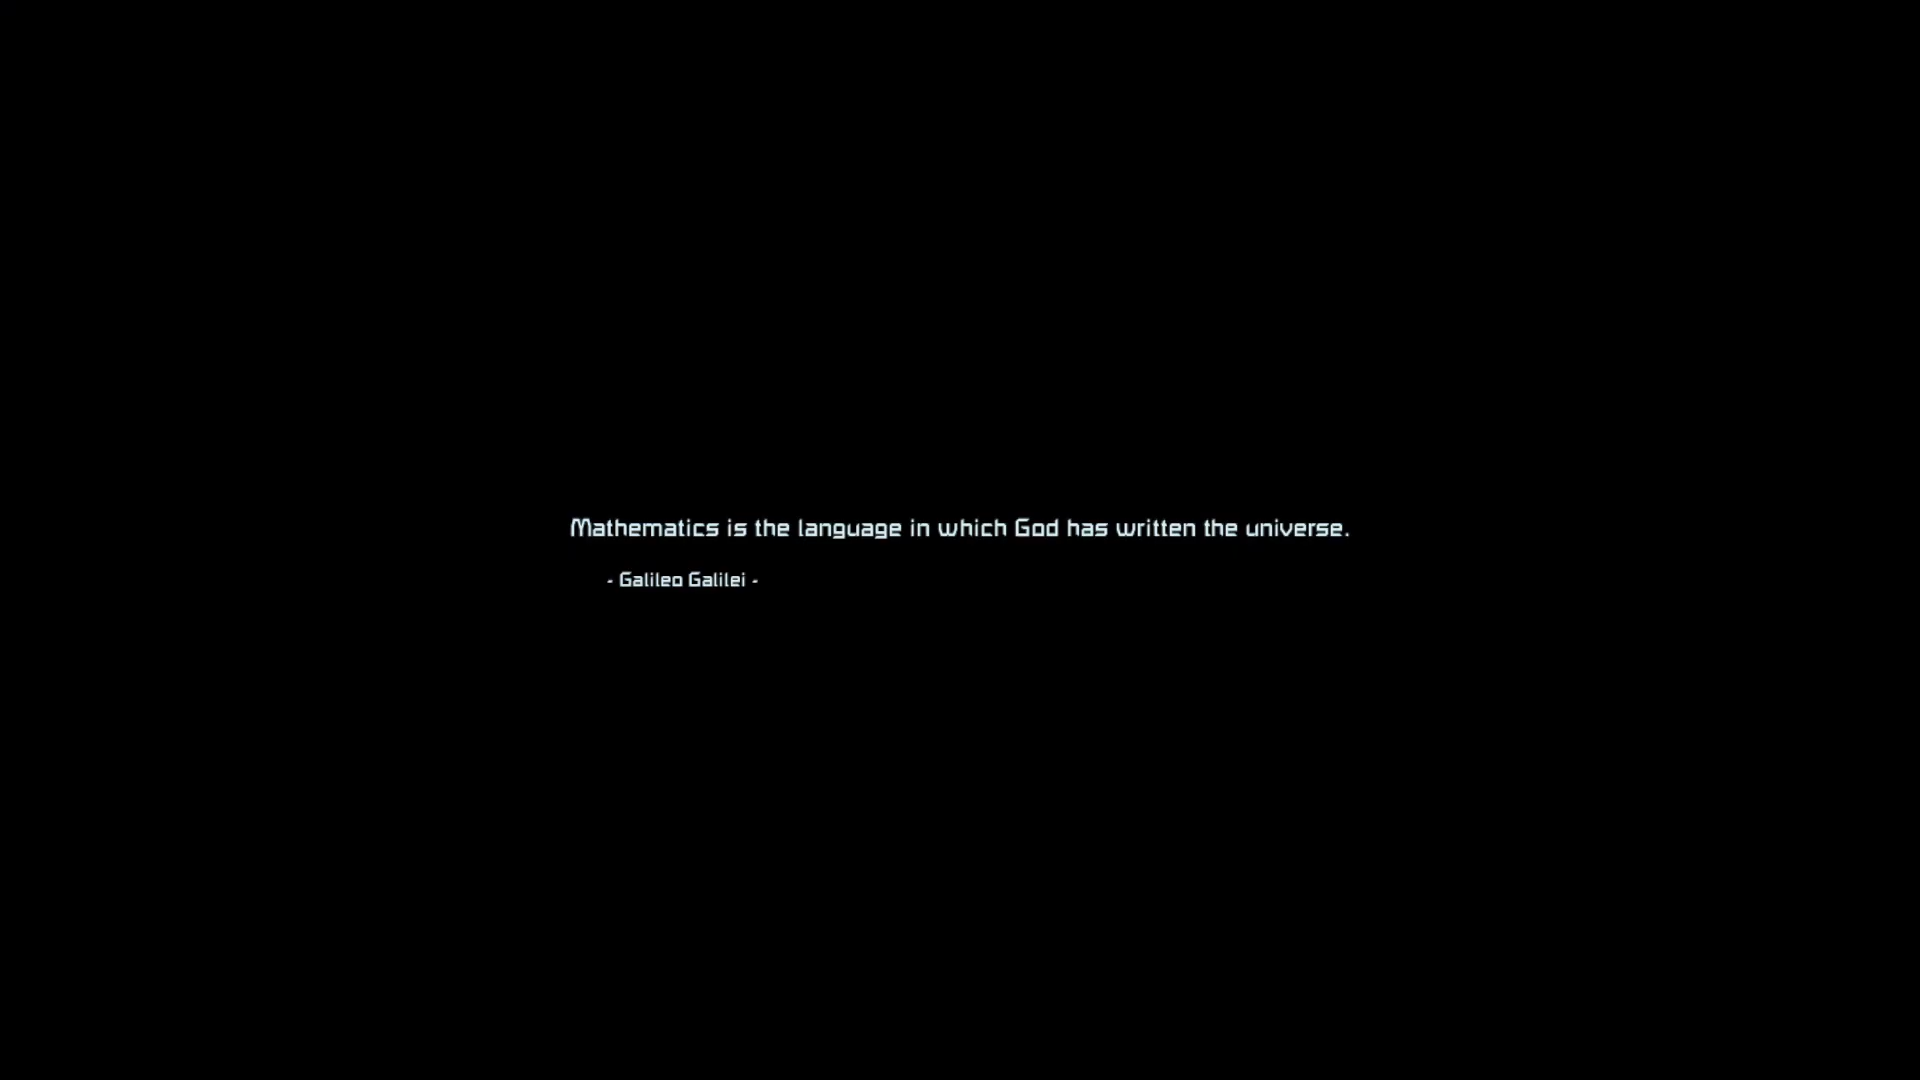 Mathematics is the language in which God has written the universe.
- Galileo Galilei -